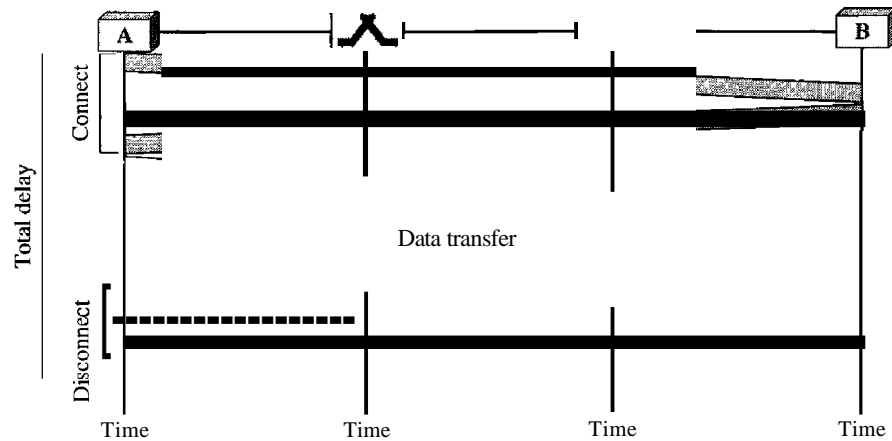 A
B
Connect
Total delay
Data transfer
Disconnect
Time
Time
Time
Time